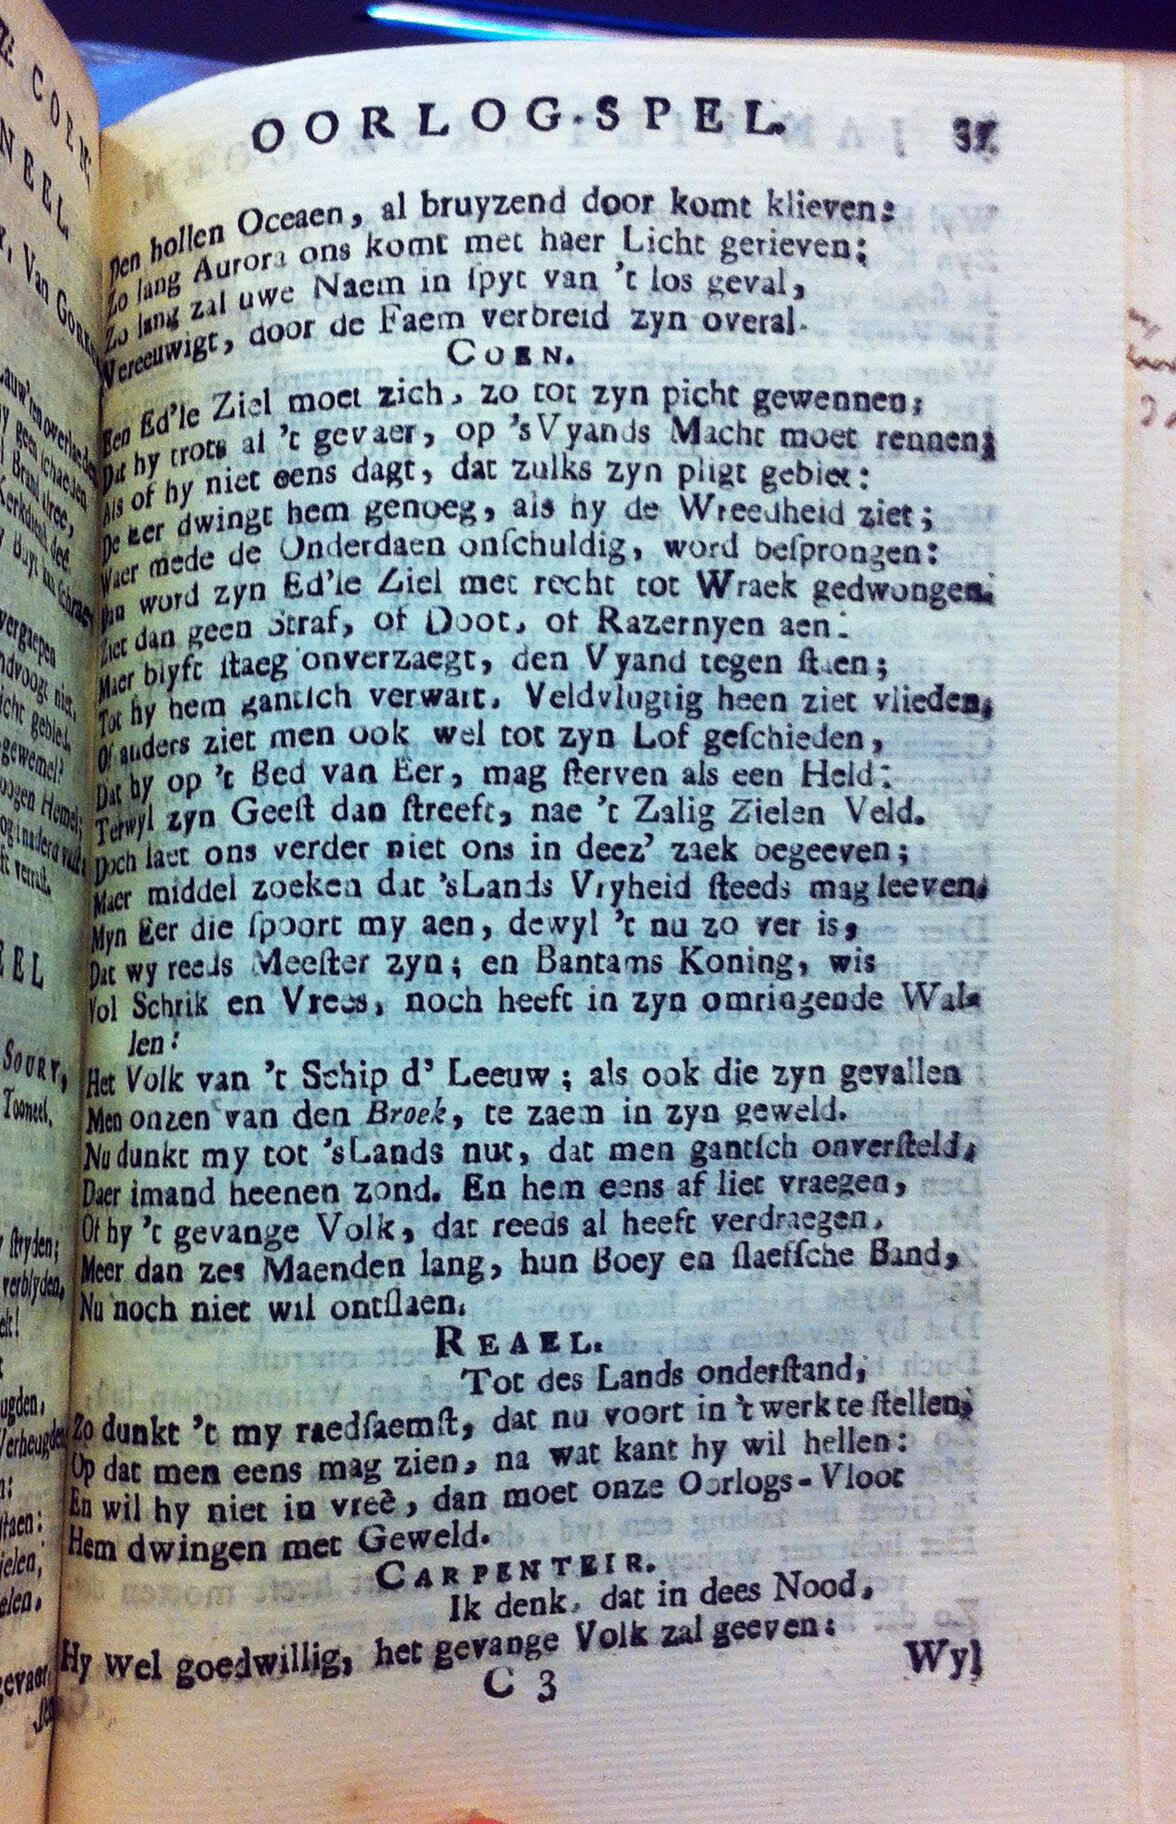 OORLOG-SPEL. 37.
Den hollen Oceaen, al bruyzend door komt klieven:
Zo lang Aurora ons komt met haer Licht gerieven;
Zo lang zal uwe Naem in ſpyt van 't los geval,
Vereeuwigt, door de Faem verbreid zyn overal.
COEN.
Een Ed'le Ziel moet zich, zo tot zyn picht gewennen;
Dat hy trots al 't gevaer, op 's Vyands Macht moet rennen;
Als of hy niet eens dagt, dat zulks zyn pligt gebiet:
De eer dwingt hem genoeg, als hy de Wreedheid ziet;
Waer mede de Onderdaen onſchuldig, word beſprongen:
Dan word zyn Ed'le Ziel met recht tot Wraek gedwongen.
Ziet dan geen Straf, of Doot, of Razernyen aen:
Maer blyft ſtaeg onverzaegt, den Vyand tegen ſtaen;
Tot hy hem gantſch verwart, Veldvlugtig heen ziet vlieden,
Of anders ziet men ook wel tot zyn Lof geſchieden,
Dat hy op 't Bed van Eer, mag ſterven als een Held:
Terwyl zyn Geeſt dan ſtreeft, nae 't Zalig Zielen Veld.
Doch laet ons verder niet ons in deez' zaek begeeven;
Maer middel zoeken dat 'sLands Vryheid ſteeds mag leeven.
Myn Eer die ſpoort my aen, dewyl 't nu zo ver is,
Dat wy reeds Meeſter zyn; en Bantams Koning, wis
Vol Schrik en Vrees, noch heeft in zyn omringende Wal-
len:
Het Volk van 't Schip d' Leeuw; als ook die zyn gevallen
Men onzen van den Broek, te zaem in zyn geweld.
Nu dunkt my tot 'sLands nut, dat men gantſch onverſteld,
Daer imand heenen zond. En hem eens af liet vraegen,
Of hy 't gevange Volk, dat reeds al heeft verdraegen.
Meer dan zes Maenden lang, hun Boey en ſlaefſche Band,
Nu noch niet wil ontſlaen.
REAEL.
Tot des Lands onderſtand,
Zo dunkt 't my raedſaemſt, dat nu voort in 't werk te ſtellen;
Op dat men eens mag zien, na wat kant hy wil hellen:
En wil hy niet in vreê, dan moet onze Oorlogs-Vloot
Hem dwingen met Geweld.
CARPENTEIR.
Ik denk, dat in dees Nood,
Hy wel goedwillig, het gevange Volk zal geeven:
C 3 Wyl